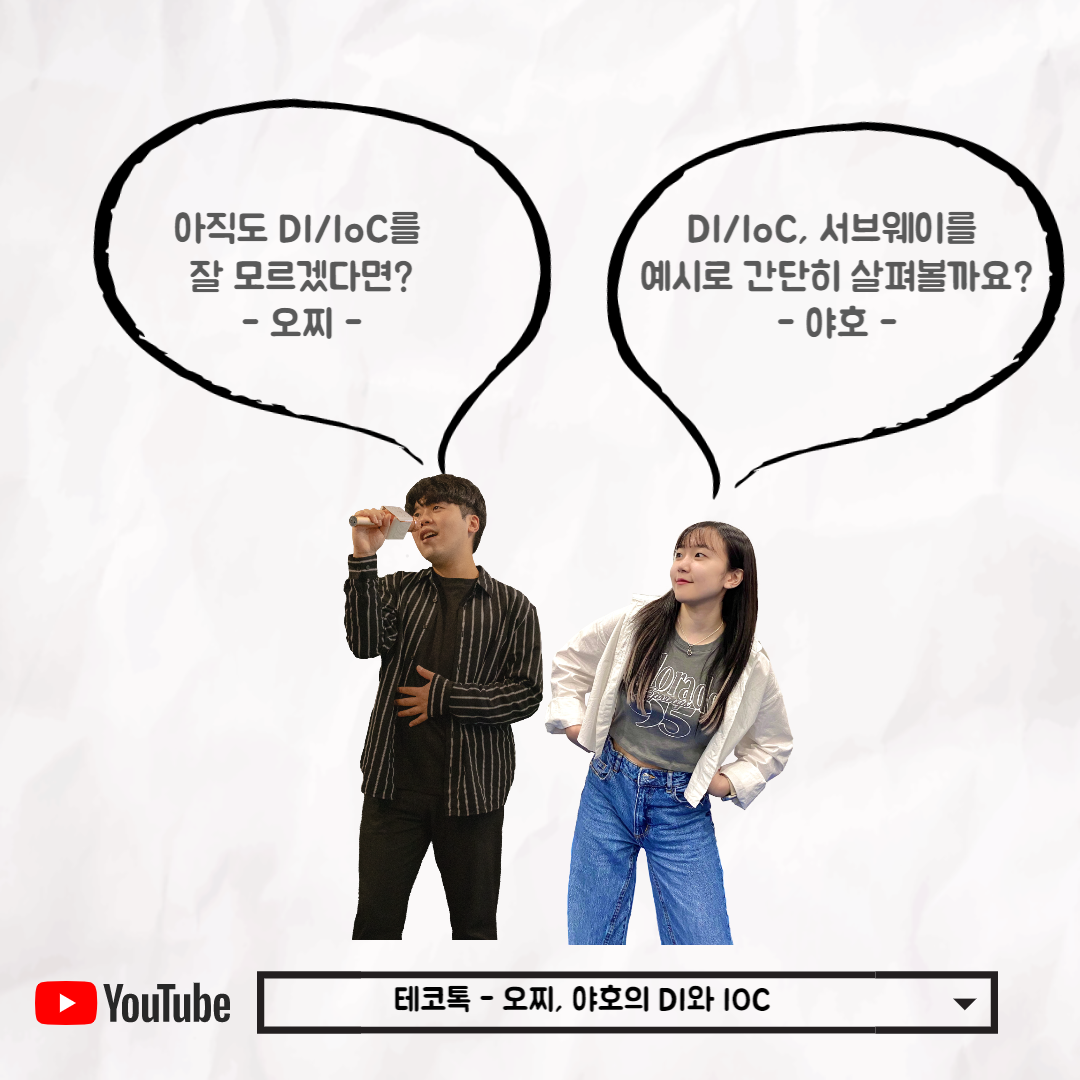 아직도 DI/IoC를
잘 모르겠다면?
- 오찌 -
DI/IoC, 서브웨이를
예시로 간단히 살펴볼까요?
- 야호 -
95
YouTube
테코톡 - 오찌, 야호의 DI와 IOC